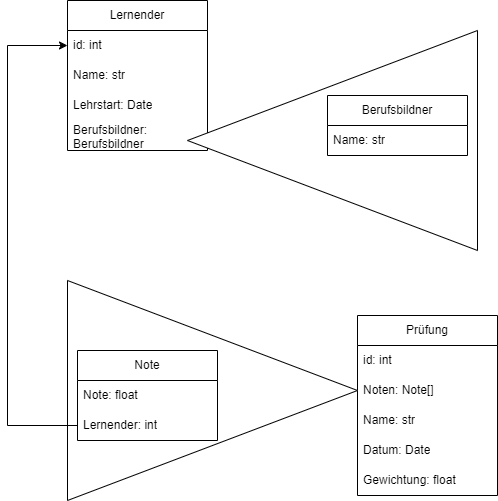 Lernender
id: int
Name: str
Lehrstart: Date
Berufsbildner:
Berufsbildner
Berufsbildner
Name: str
Note
Note: float
Lernender: int
Prüfung
id: int
Noten: Note[]
Name: str
Datum: Date
Gewichtung: float